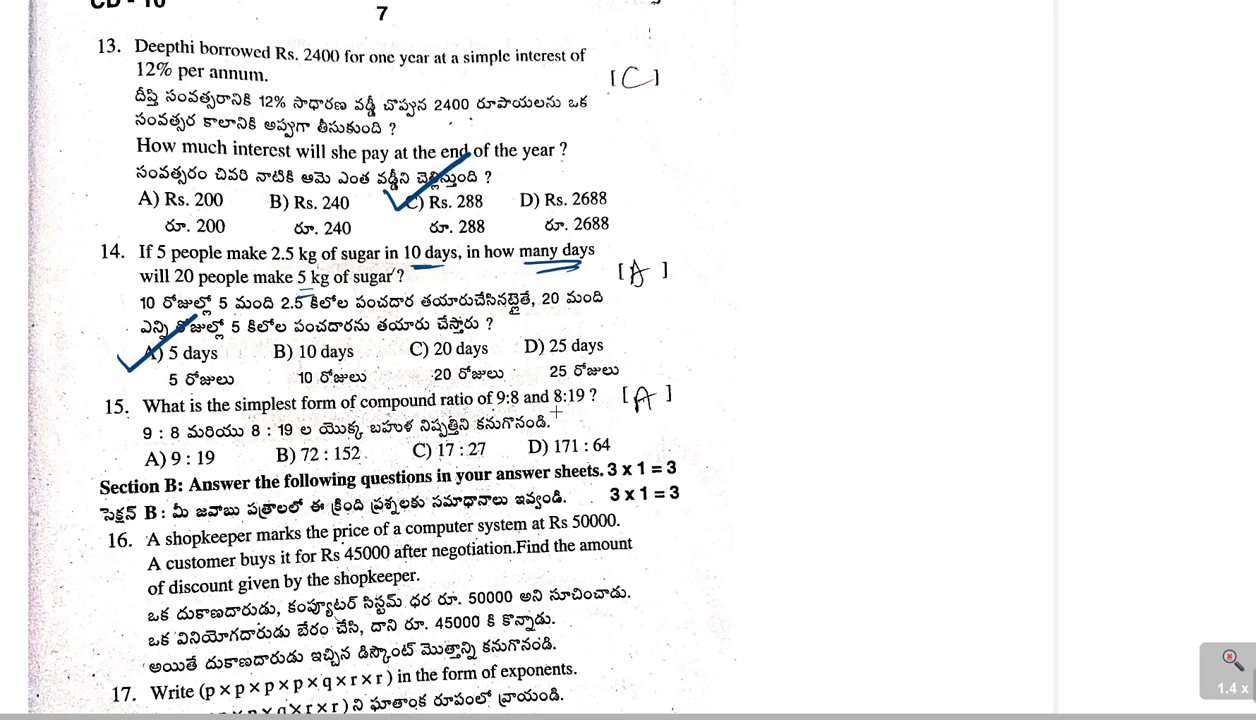 7
13. Deepthi borrowed Rs. 2400 for one year at a simple interest of
12% per annum.
[C]
దీప్తి సంవత్సరానికి 12% సాధారణ వడ్డీ చొప్పున 2400 రూపాయలను ఒక
సంవత్సర కాలానికి అప్పుగా తీసుకుంది ?
How much interest will she pay at the end of the year ?
సంవత్సరం చివరి నాటికి ఆమె ఎంత వడ్డీని చెల్లిస్తుంది ?
A) Rs. 200 B) Rs. 240 C) Rs. 288 D) Rs. 2688
రూ. 200 రూ. 240 రూ. 288 రూ. 2688
14. If 5 people make 2.5 kg of sugar in 10 days, in how many days
will 20 people make 5 kg of sugar ?
[A]
10 రోజుల్లో 5 మంది 2.5 కిలోల పంచదార తయారుచేసినట్లైతే, 20 మంది
ఎన్ని రోజుల్లో 5 కిలోల పంచదారను తయారు చేస్తారు ?
A) 5 days B) 10 days C) 20 days D) 25 days
5 రోజులు 10 రోజులు 20 రోజులు 25 రోజులు
15. What is the simplest form of compound ratio of 9:8 and 8:19 ? [A]
9 : 8 మరియు 8 : 19 ల యొక్క బహుళ నిష్పత్తిని కనుగొనండి.
A) 9 : 19 B) 72 : 152 C) 17 : 27 D) 171 : 64
Section B: Answer the following questions in your answer sheets. 3 x 1 = 3
సెక్షన్ B : మీ జవాబు పత్రాలలో ఈ క్రింది ప్రశ్నలకు సమాధానాలు ఇవ్వండి. 3 x 1 = 3
16. A shopkeeper marks the price of a computer system at Rs 50000.
A customer buys it for Rs 45000 after negotiation.Find the amount
of discount given by the shopkeeper.
ఒక దుకాణదారుడు, కంప్యూటర్ సిస్టమ్ ధర రూ. 50000 అని సూచించాడు.
ఒక వినియోగదారుడు బేరం చేసి, దాని రూ. 45000 కి కొన్నాడు.
అయితే దుకాణదారుడు ఇచ్చిన డిస్కౌంట్ మొత్తాన్ని కనుగొనండి.
17. Write (p × p × p × p × q × r × r ) in the form of exponents.
q × r × r ) ని ఘాతాంక రూపంలో వ్రాయండి.
1.4 x